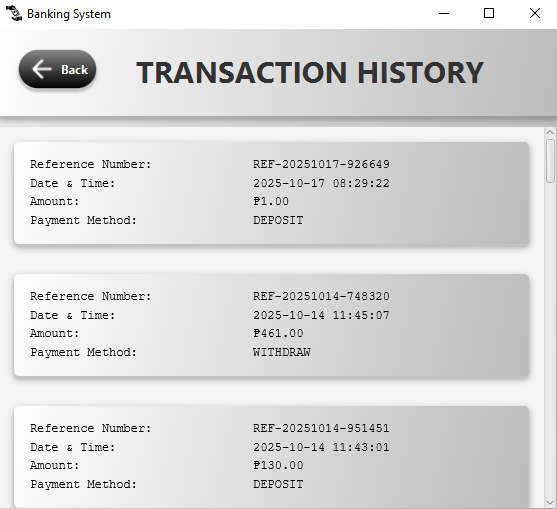 Banking System
Back
TRANSACTION HISTORY
Reference Number: REF-20251017-926649
Date & Time: 2025-10-17 08:29:22
Amount: ₱1.00
Payment Method: DEPOSIT
Reference Number: REF-20251014-748320
Date & Time: 2025-10-14 11:45:07
Amount: ₱461.00
Payment Method: WITHDRAW
Reference Number: REF-20251014-951451
Date & Time: 2025-10-14 11:43:01
Amount: ₱130.00
Payment Method: DEPOSIT